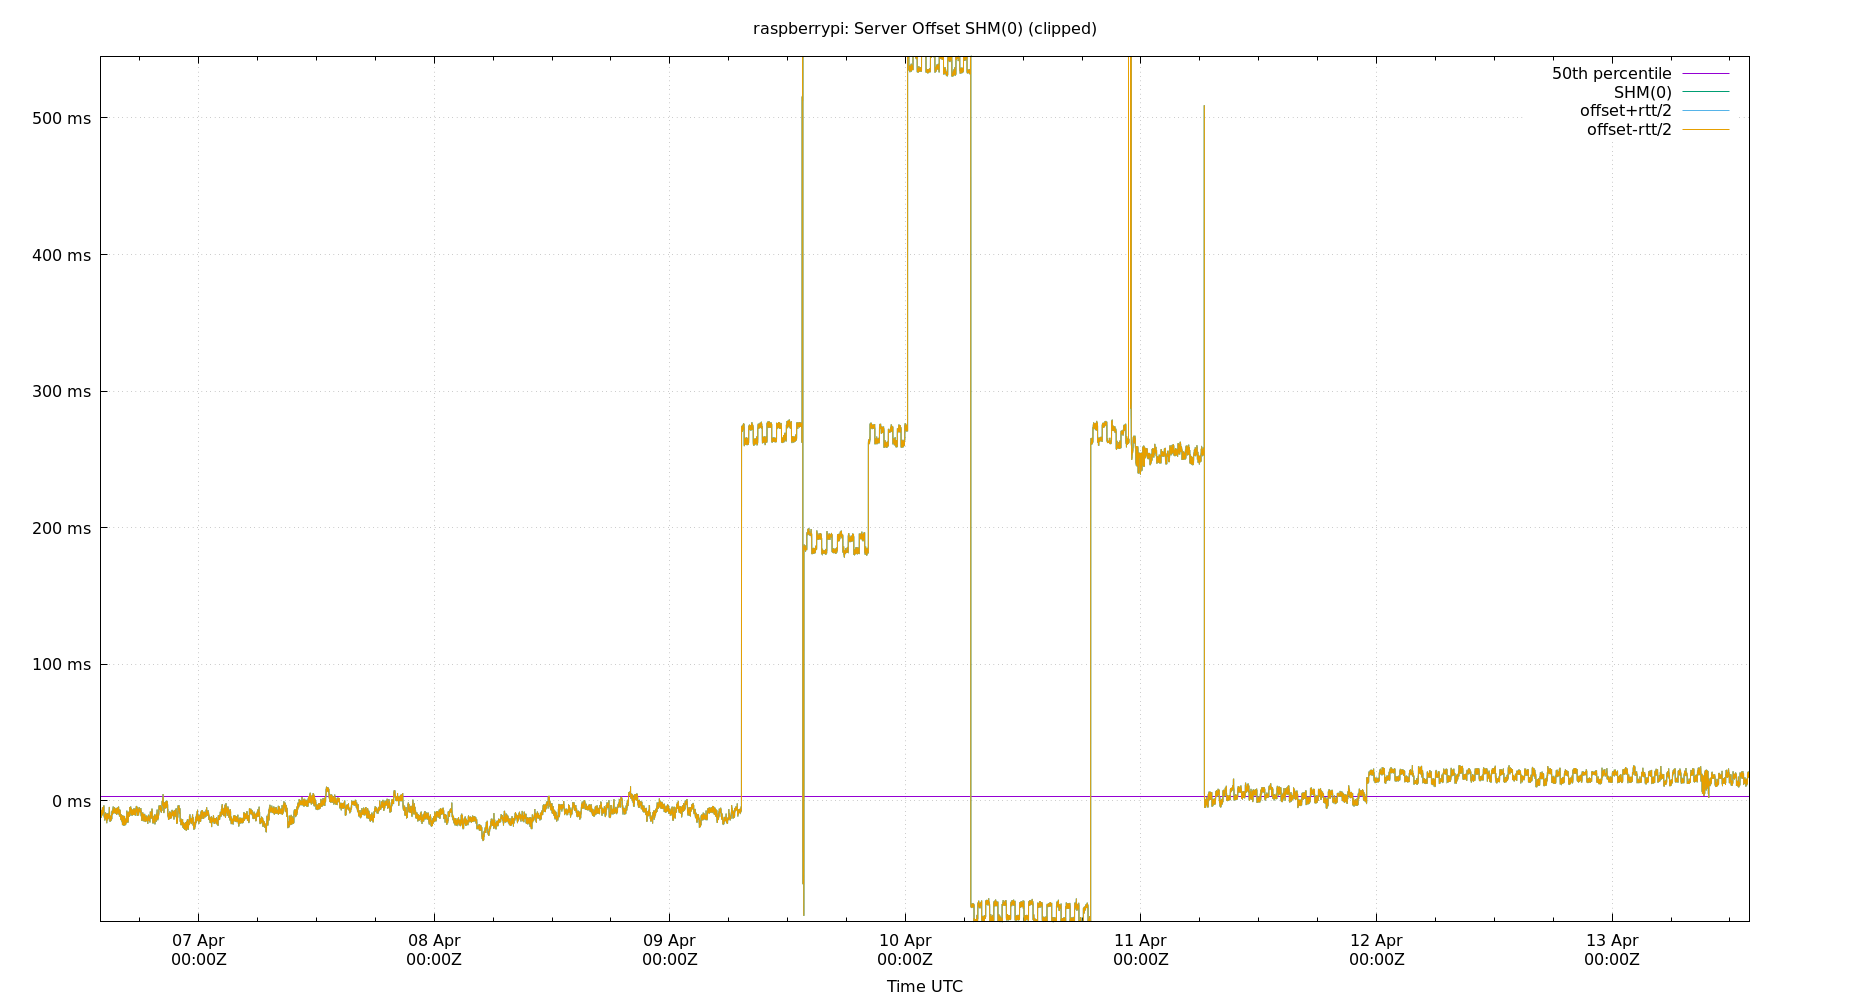 raspberrypi: Server Offset SHM(0) (clipped)
50th percentile
SHM(0)
offset+rtt/2
offset-rtt/2
500 ms
400 ms
300 ms
200 ms
100 ms
0 ms
07 Apr 08 Apr 09 Apr 10 Apr 11 Apr 12 Apr 13 Apr
00:00Z 00:00Z 00:00Z 00:00Z 00:00Z 00:00Z 00:00Z
Time UTC